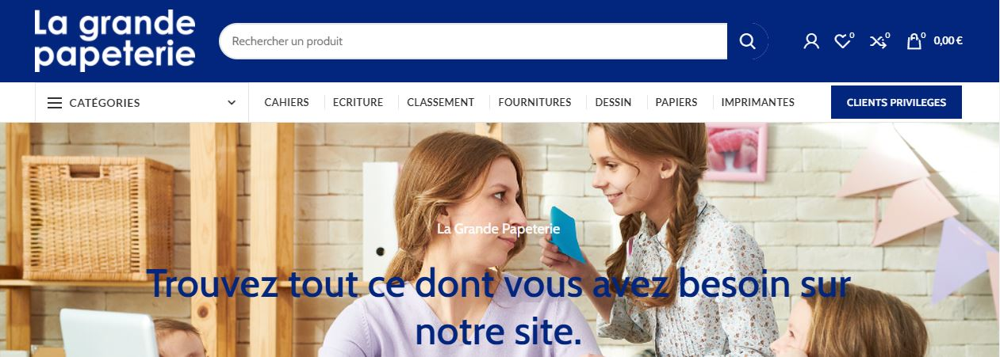 La grande
papeterie
Rechercher un produit
0
0
0
0,00 €
CATÉGORIES
CAHIERS
ECRITURE
CLASSEMENT
FOURNITURES
DESSIN
PAPIERS
IMPRIMANTES
CLIENTS PRIVILEGES
La Grande Papeterie
Trouvez tout ce dont vous avez besoin sur
notre site.